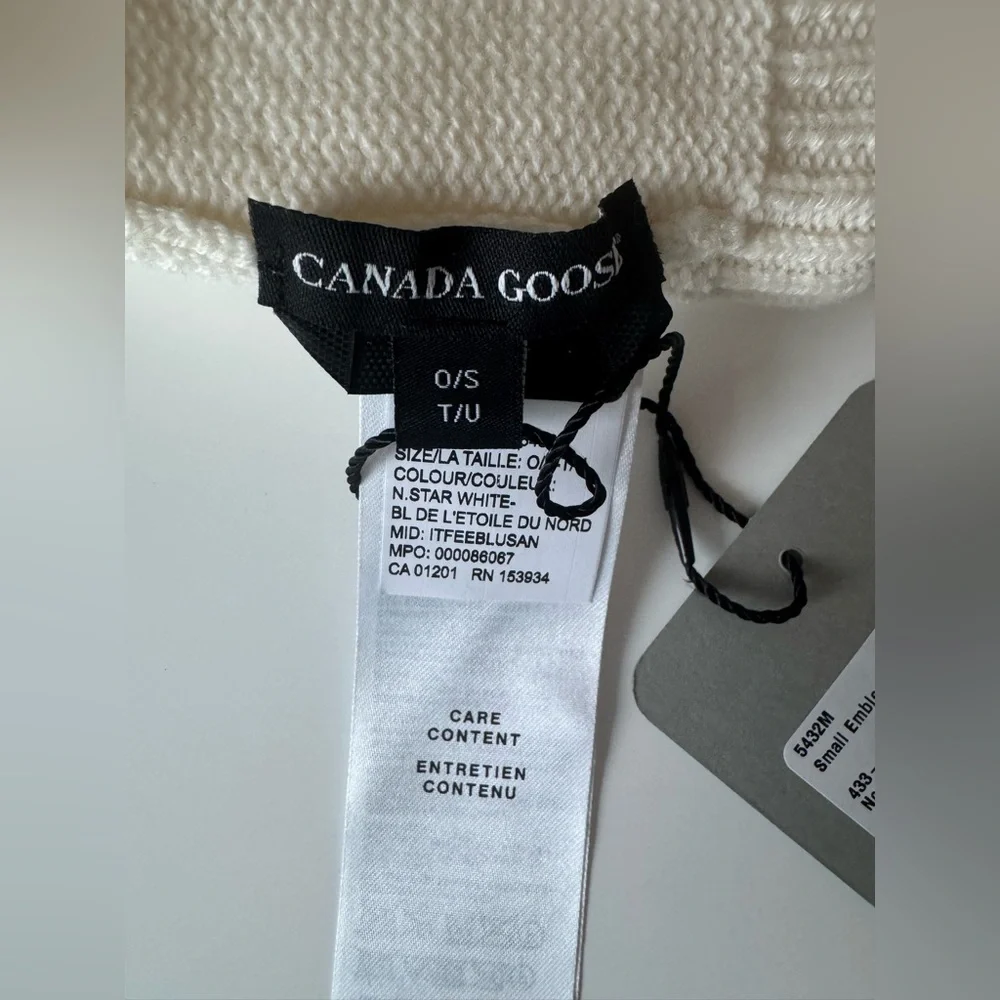 CANADA GOOSE®
O/S
T/U
SIZE/LA TAILLE:
COLOUR/COULEUR:
N.STAR WHITE-
BL DE L'ETOILE DU NORD
MID: ITFEEBLUSAN
MPO: 000086067
CA 01201 RN 153934
CARE
CONTENT
ENTRETIEN
CONTENU
5432M
Small Emble
433 -